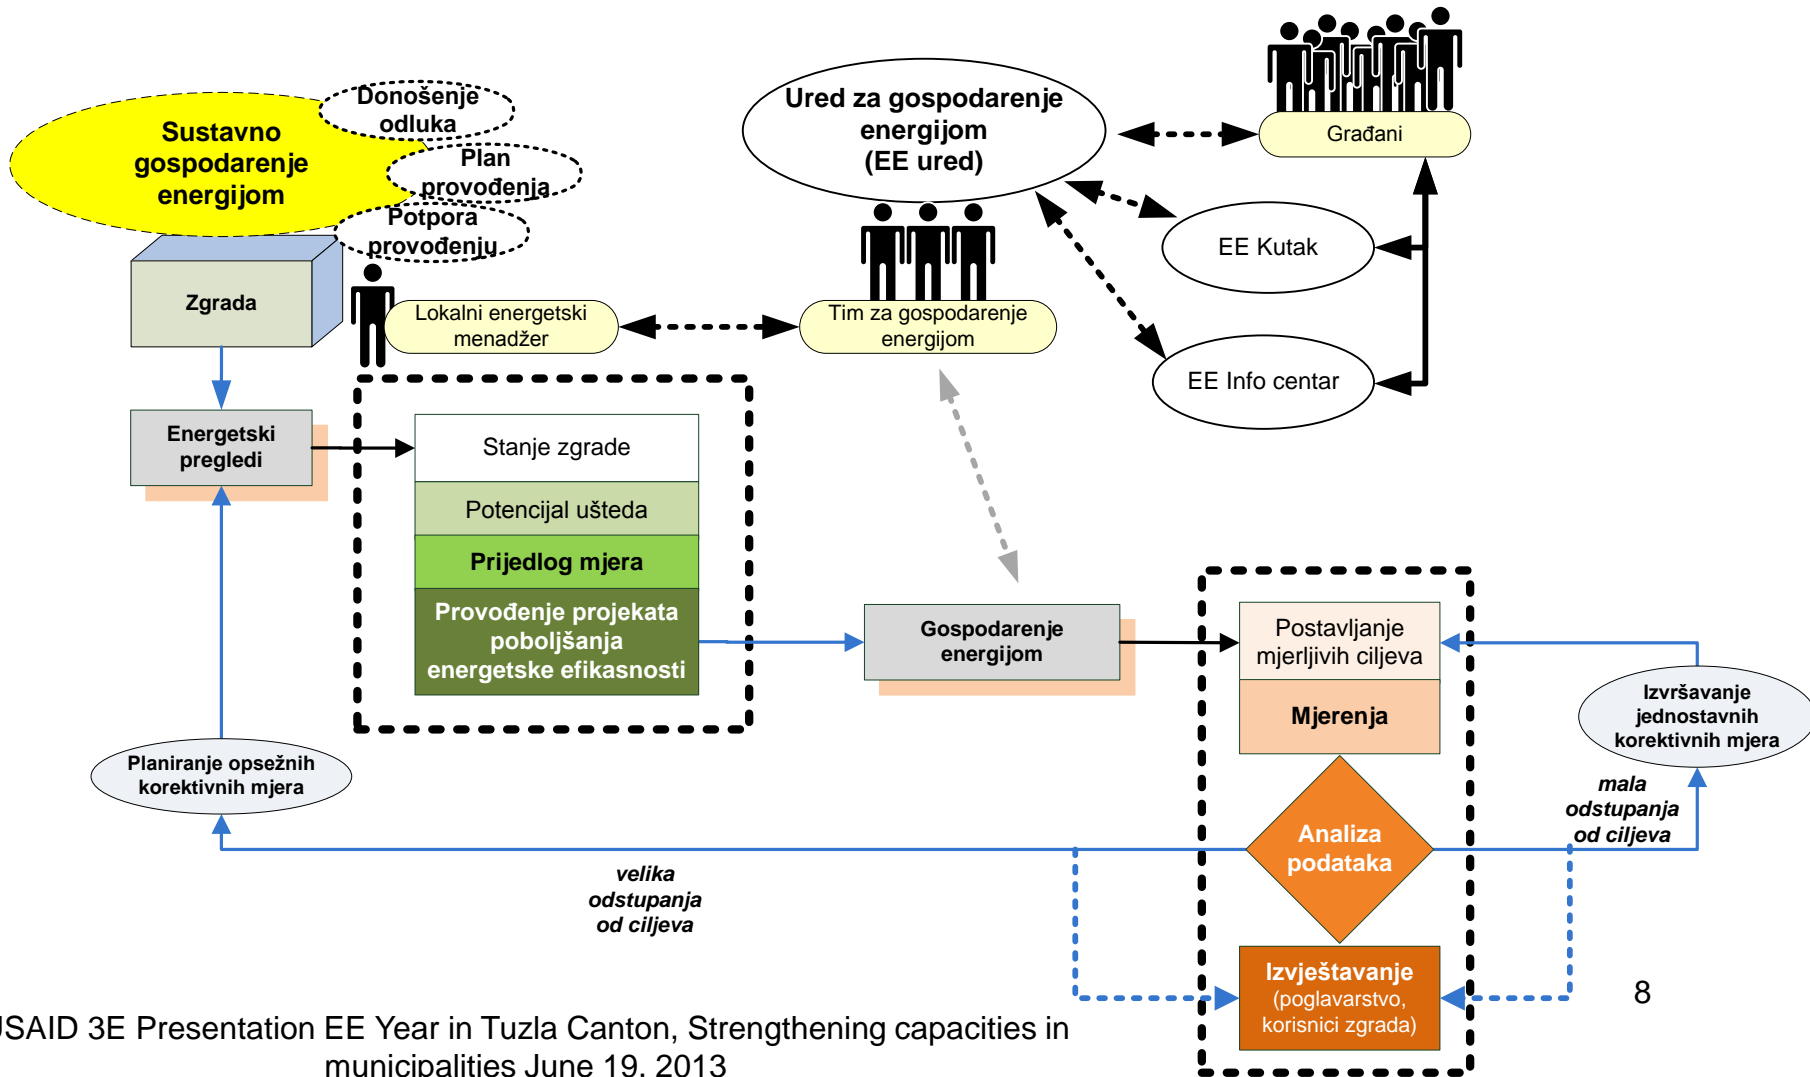 Donošenje
odluka
Sustavno
gospodarenje
energijom
Plan
provođenja
Potpora
provođenju
Zgrada
Ured za gospodarenje
energijom
(EE ured)
Građani
EE Kutak
EE Info centar
Lokalni energetski
menadžer
Tim za gospodarenje
energijom
Energetski
pregledi
Stanje zgrade
Potencijal ušteda
Prijedlog mjera
Provođenje projekata
poboljšanja
energetske efikasnosti
Gospodarenje
energijom
Postavljanje
mjerljivih ciljeva
Mjerenja
Izvršavanje
jednostavnih
korektivnih mjera
Planiranje opsežnih
korektivnih mjera
mala
odstupanja
od ciljeva
Analiza
podataka
velika
odstupanja
od ciljeva
Izvještavanje
(poglavarstvo,
korisnici zgrada)
8
USAID 3E Presentation EE Year in Tuzla Canton, Strengthening capacities in
municipalities June 19, 2013